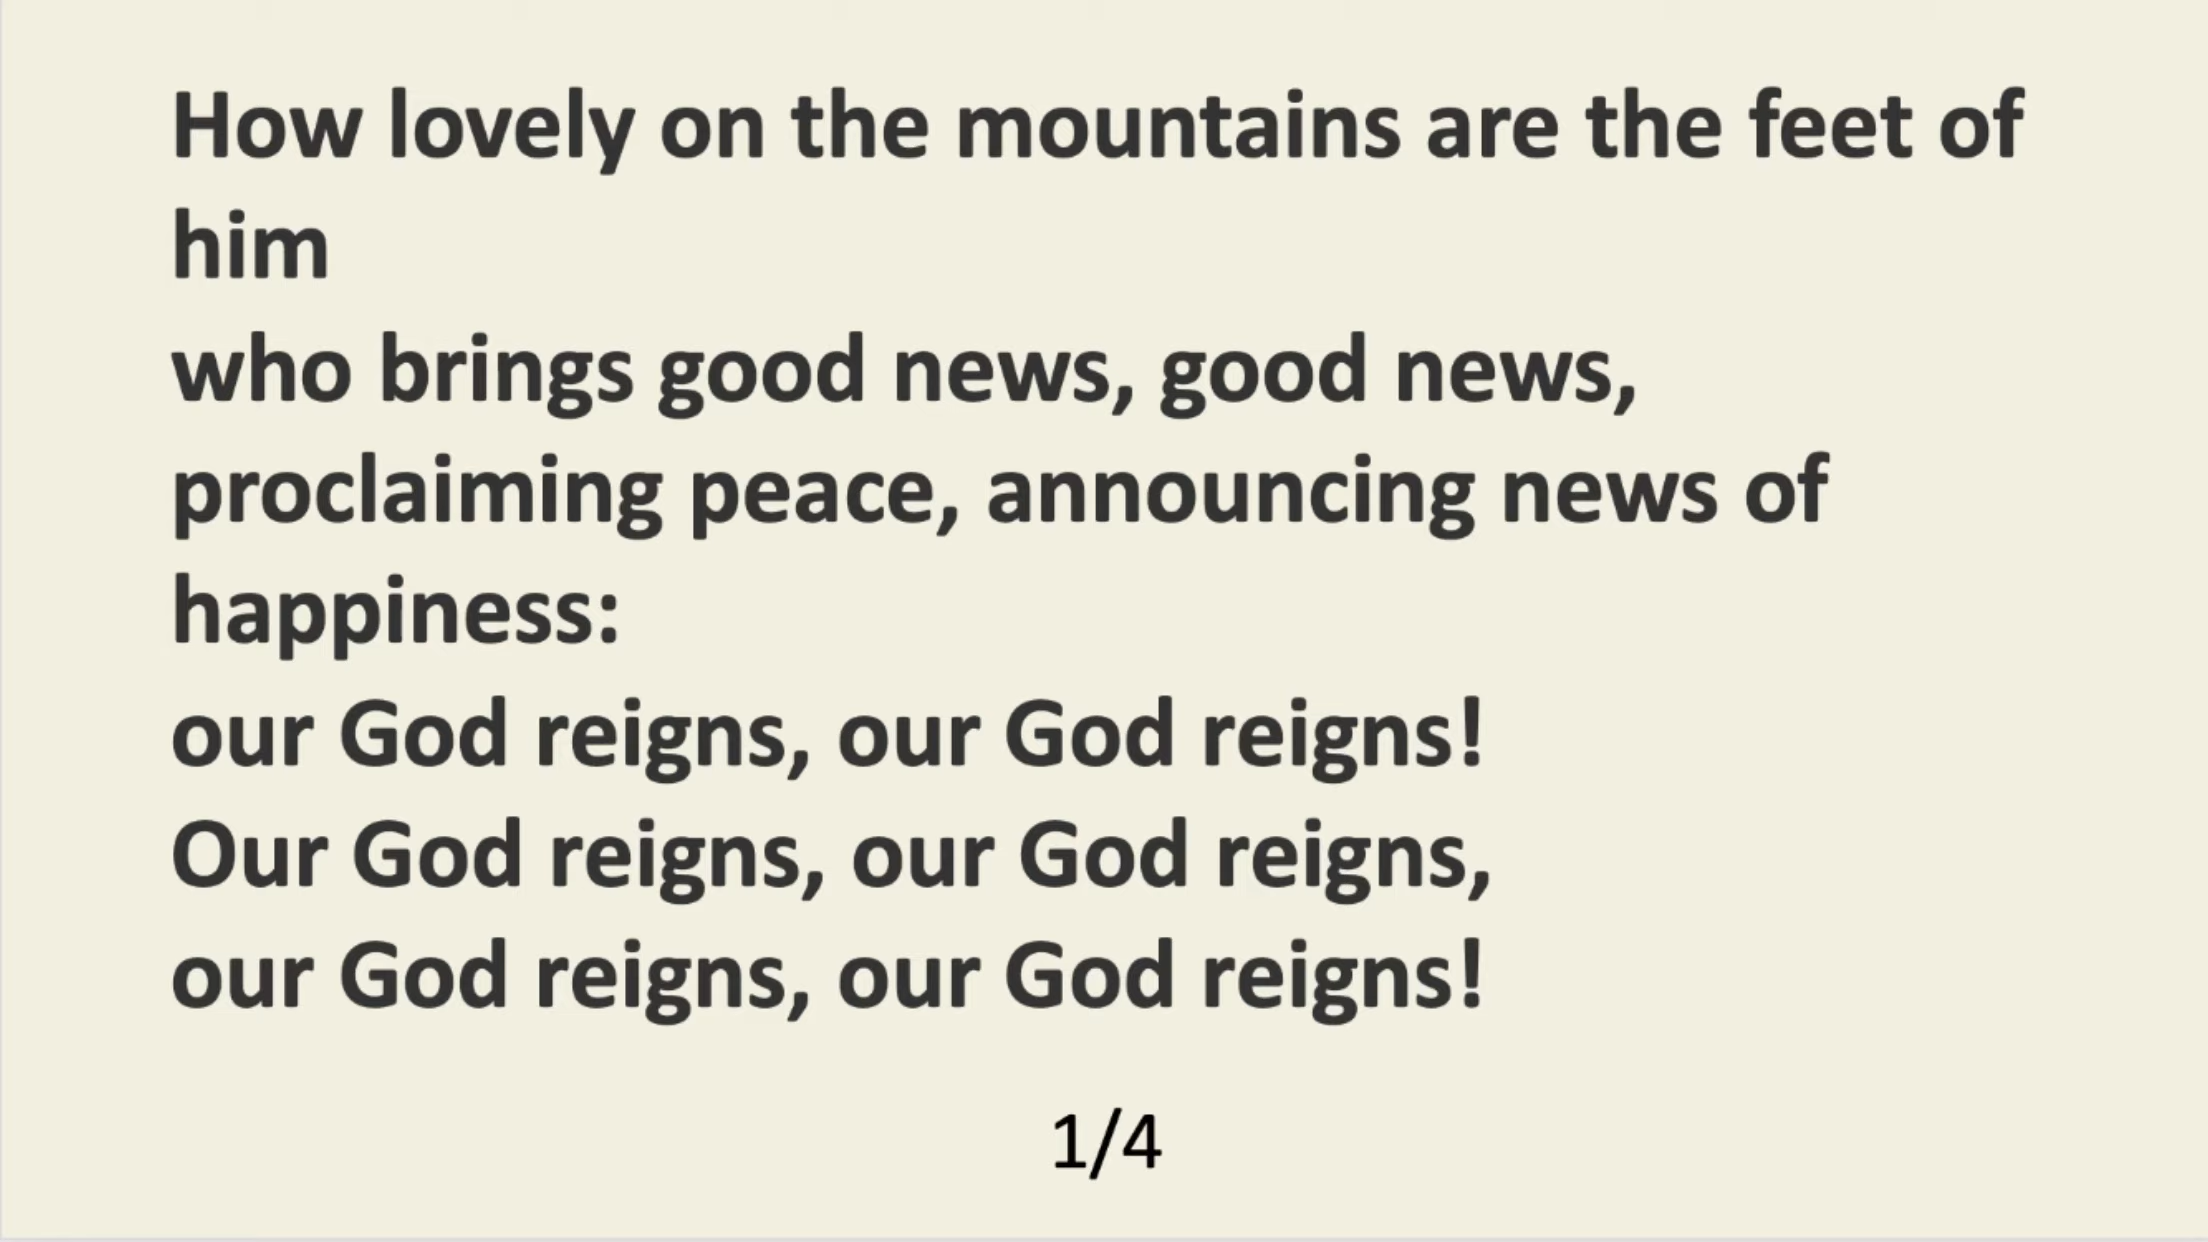 How lovely on the mountains are the feet of
him
who brings good news, good news,
proclaiming peace, announcing news of
happiness:
our God reigns, our God reigns!
Our God reigns, our God reigns,
our God reigns, our God reigns!
1/4